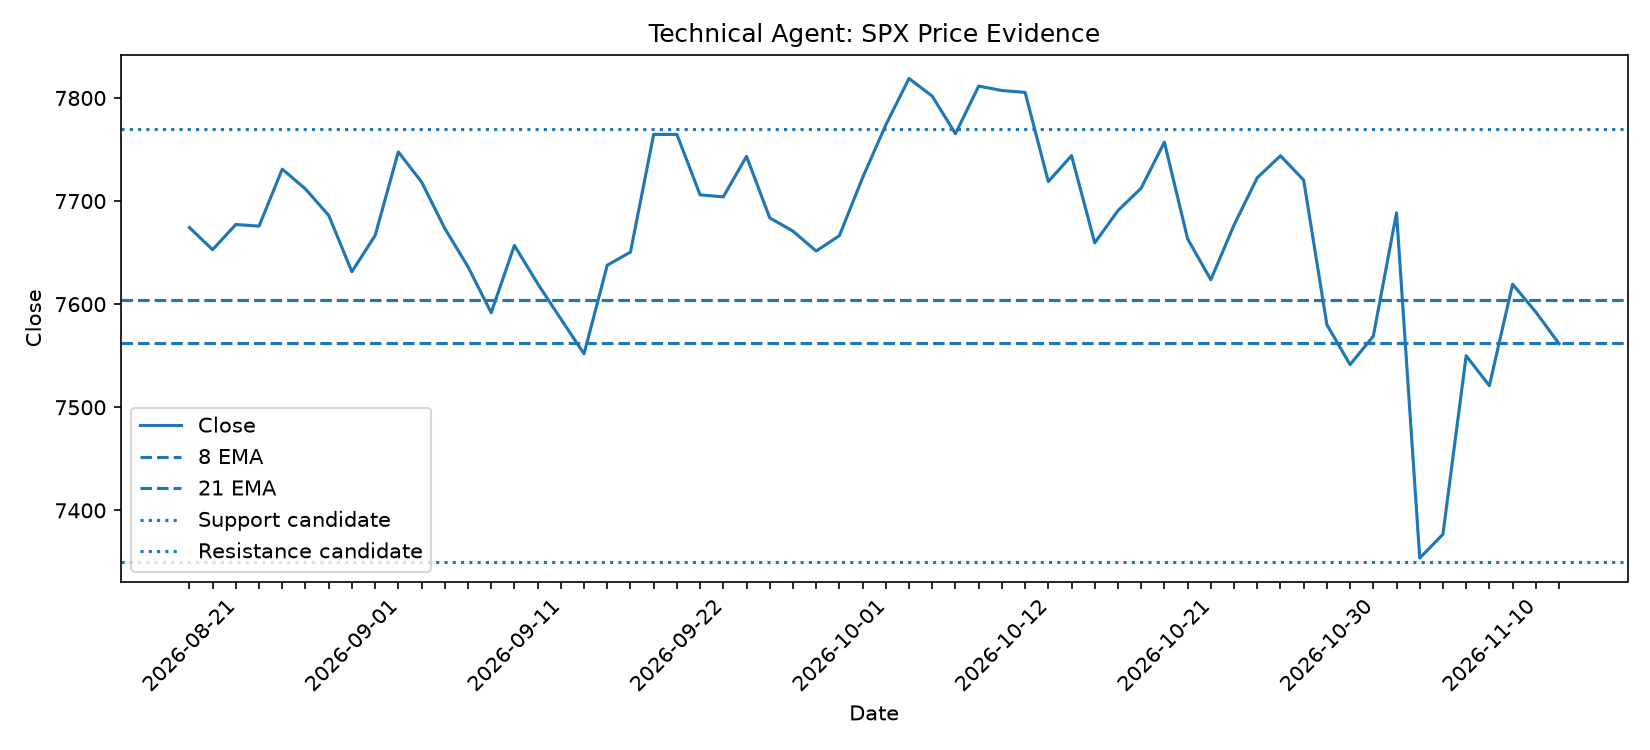 Technical Agent: SPX Price Evidence
7800
7700
7600
7500
7400
Close
Close
8 EMA
21 EMA
Support candidate
Resistance candidate
2026-08-21
2026-09-01
2026-09-11
2026-09-22
2026-10-01
2026-10-12
2026-10-21
2026-10-30
2026-11-10
Date